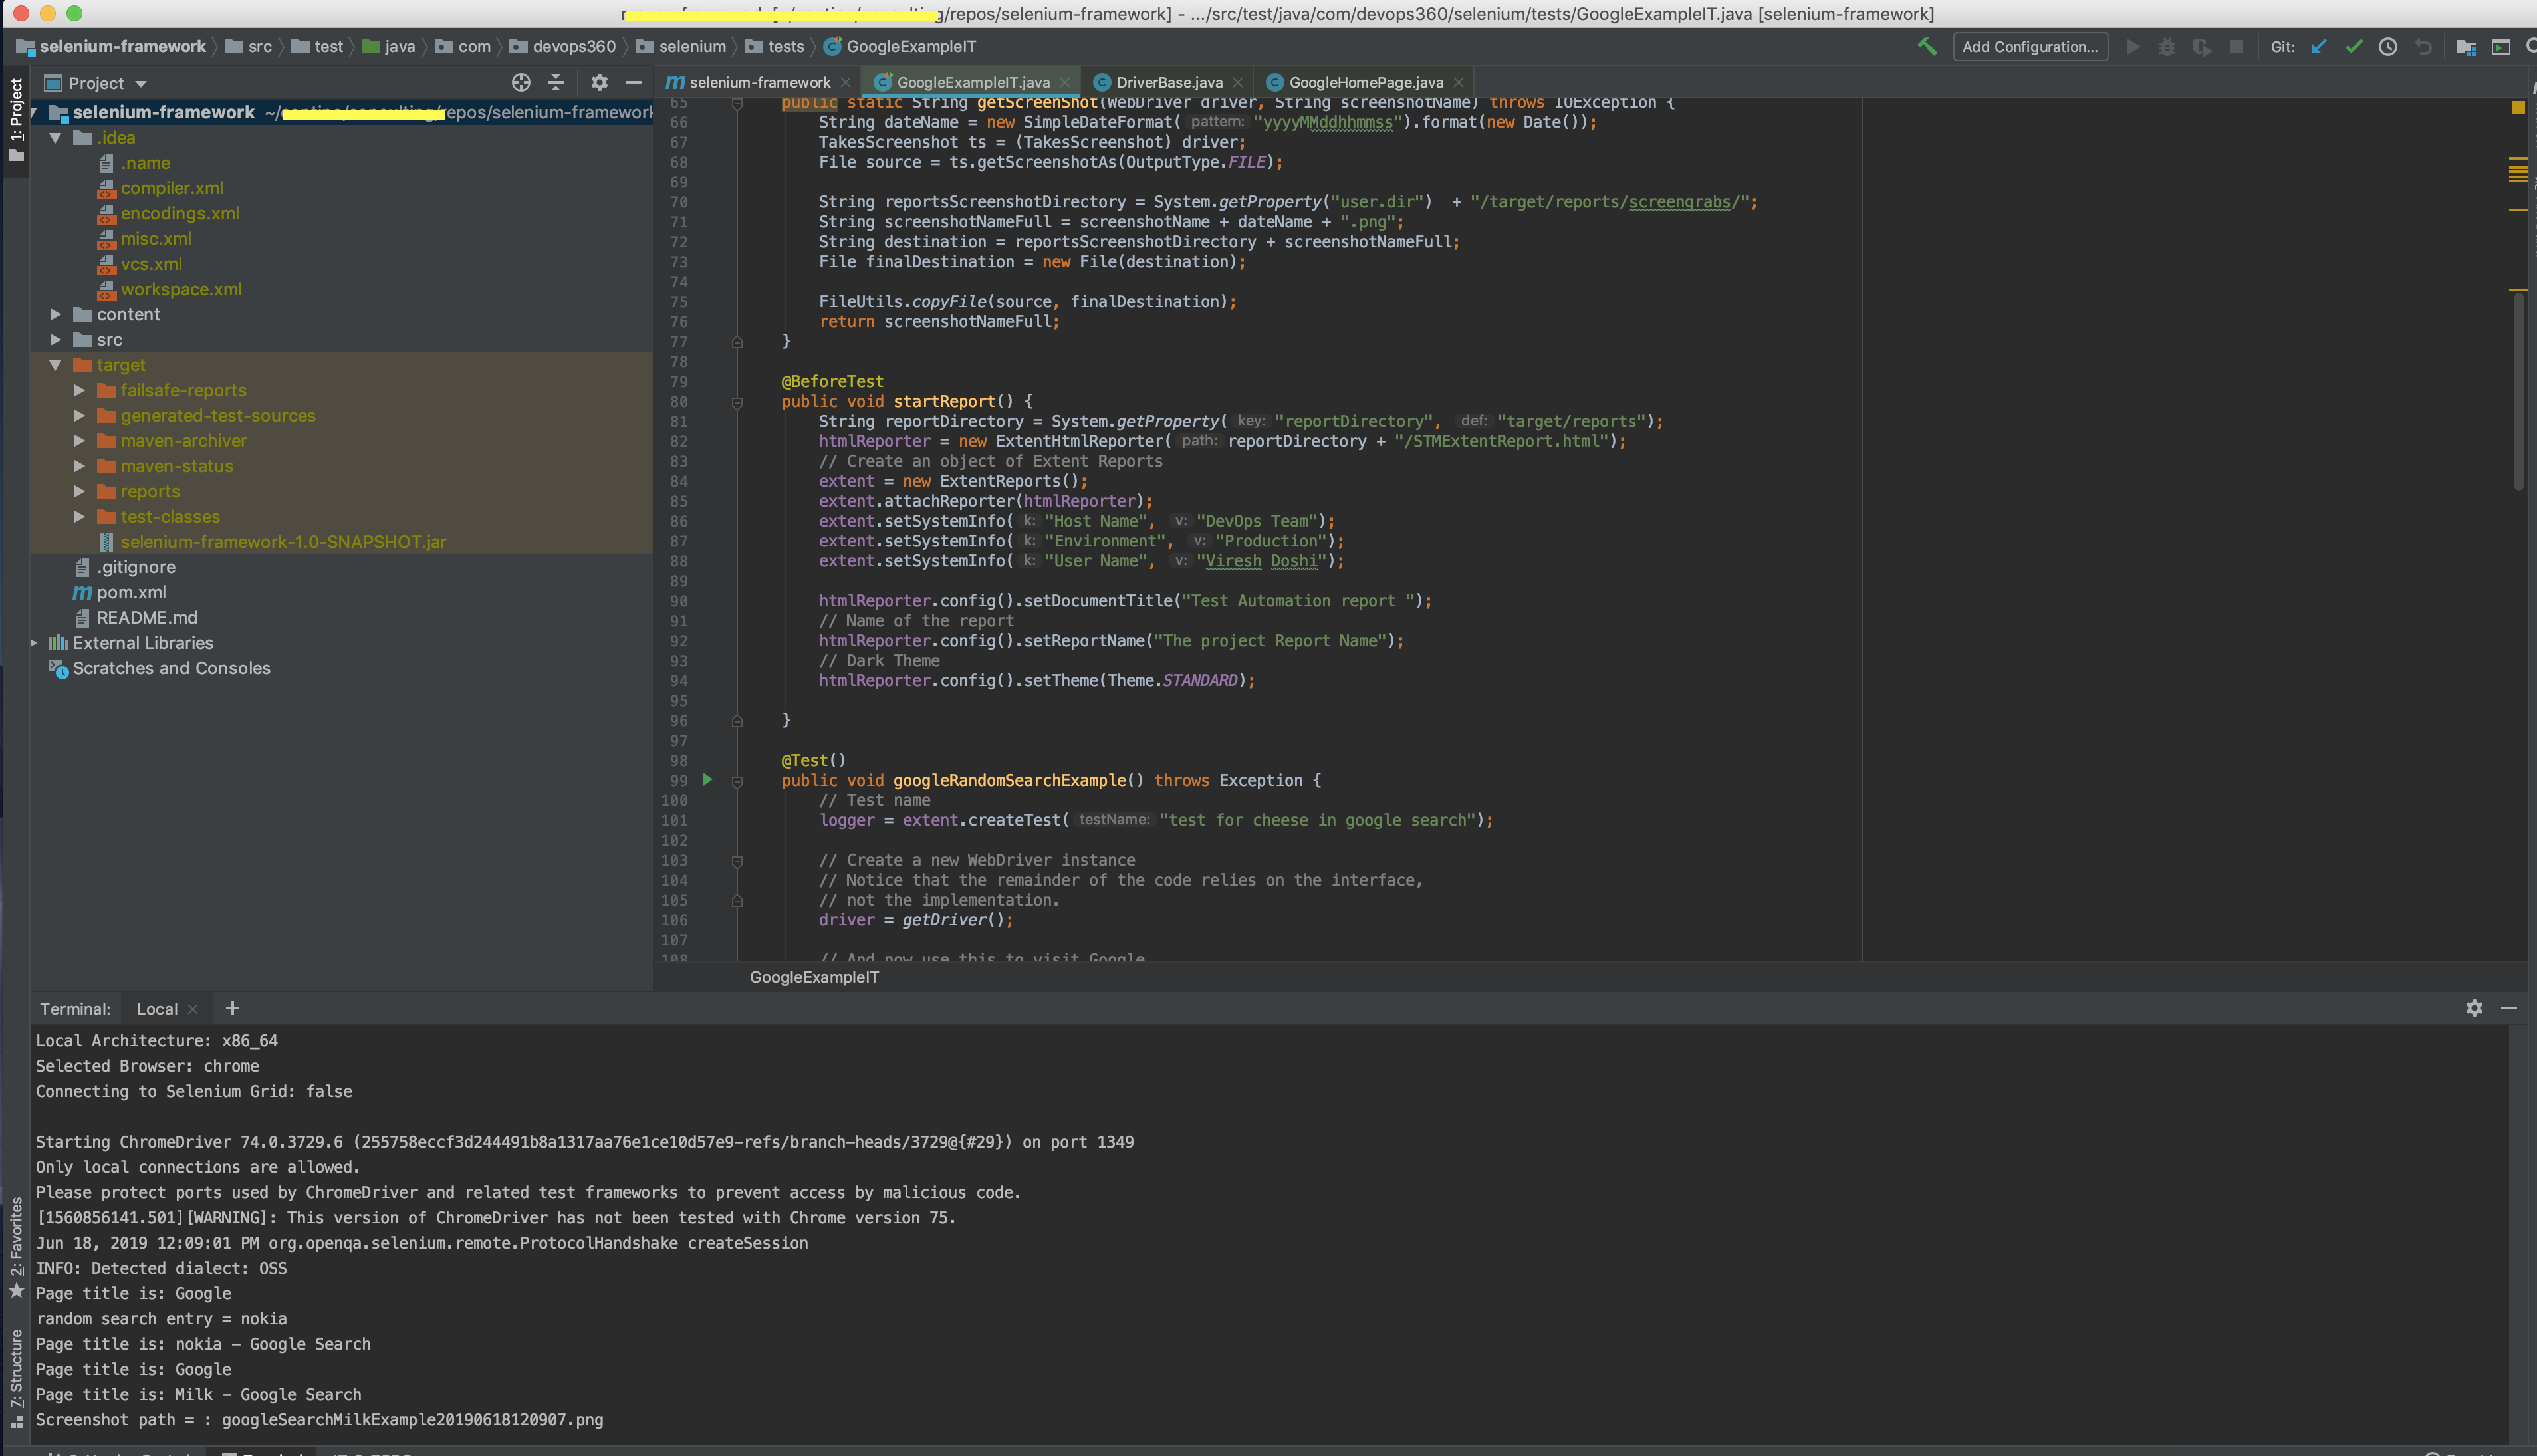 g/repos/selenium-framework] - .../src/test/java/com/devops360/selenium/tests/GoogleExampleIT.java [selenium-framework]
selenium-framework src test java com devops360 selenium tests GoogleExampleIT
Add Configuration... Git:
Project
selenium-framework GoogleExampleIT.java DriverBase.java GoogleHomePage.java
1: Project
selenium-framework ~/ epos/selenium-framework
.idea
.name
compiler.xml
encodings.xml
misc.xml
vcs.xml
workspace.xml
content
src
target
failsafe-reports
generated-test-sources
maven-archiver
maven-status
reports
test-classes
selenium-framework-1.0-SNAPSHOT.jar
.gitignore
pom.xml
README.md
External Libraries
Scratches and Consoles
65 public static String getScreenShot(WebDriver driver, String screenshotName) throws IOException {
66 String dateName = new SimpleDateFormat( pattern: "yyyyMMddhhmmss").format(new Date());
67 TakesScreenshot ts = (TakesScreenshot) driver;
68 File source = ts.getScreenshotAs(OutputType.FILE);
69
70 String reportsScreenshotDirectory = System.getProperty("user.dir") + "/target/reports/screengrabs/";
71 String screenshotNameFull = screenshotName + dateName + ".png";
72 String destination = reportsScreenshotDirectory + screenshotNameFull;
73 File finalDestination = new File(destination);
74
75 FileUtils.copyFile(source, finalDestination);
76 return screenshotNameFull;
77 }
78
79 @BeforeTest
80 public void startReport() {
81 String reportDirectory = System.getProperty( key: "reportDirectory", def: "target/reports");
82 htmlReporter = new ExtentHtmlReporter( path: reportDirectory + "/STMExtentReport.html");
83 // Create an object of Extent Reports
84 extent = new ExtentReports();
85 extent.attachReporter(htmlReporter);
86 extent.setSystemInfo( k: "Host Name", v: "DevOps Team");
87 extent.setSystemInfo( k: "Environment", v: "Production");
88 extent.setSystemInfo( k: "User Name", v: "Viresh Doshi");
89
90 htmlReporter.config().setDocumentTitle("Test Automation report ");
91 // Name of the report
92 htmlReporter.config().setReportName("The project Report Name");
93 // Dark Theme
94 htmlReporter.config().setTheme(Theme.STANDARD);
95
96 }
97
98 @Test()
99 public void googleRandomSearchExample() throws Exception {
100 // Test name
101 logger = extent.createTest( testName: "test for cheese in google search");
102
103 // Create a new WebDriver instance
104 // Notice that the remainder of the code relies on the interface,
105 // not the implementation.
106 driver = getDriver();
107
108 // And now use this to visit Google
GoogleExampleIT
Terminal: Local +
Local Architecture: x86_64
Selected Browser: chrome
Connecting to Selenium Grid: false
Starting ChromeDriver 74.0.3729.6 (255758eccf3d244491b8a1317aa76e1ce10d57e9-refs/branch-heads/3729@{#29}) on port 1349
Only local connections are allowed.
Please protect ports used by ChromeDriver and related test frameworks to prevent access by malicious code.
[1560856141.501][WARNING]: This version of ChromeDriver has not been tested with Chrome version 75.
Jun 18, 2019 12:09:01 PM org.openqa.selenium.remote.ProtocolHandshake createSession
INFO: Detected dialect: OSS
Page title is: Google
random search entry = nokia
Page title is: nokia – Google Search
Page title is: Google
Page title is: Milk – Google Search
Screenshot path = : googleSearchMilkExample20190618120907.png
2: Favorites
Z: Structure